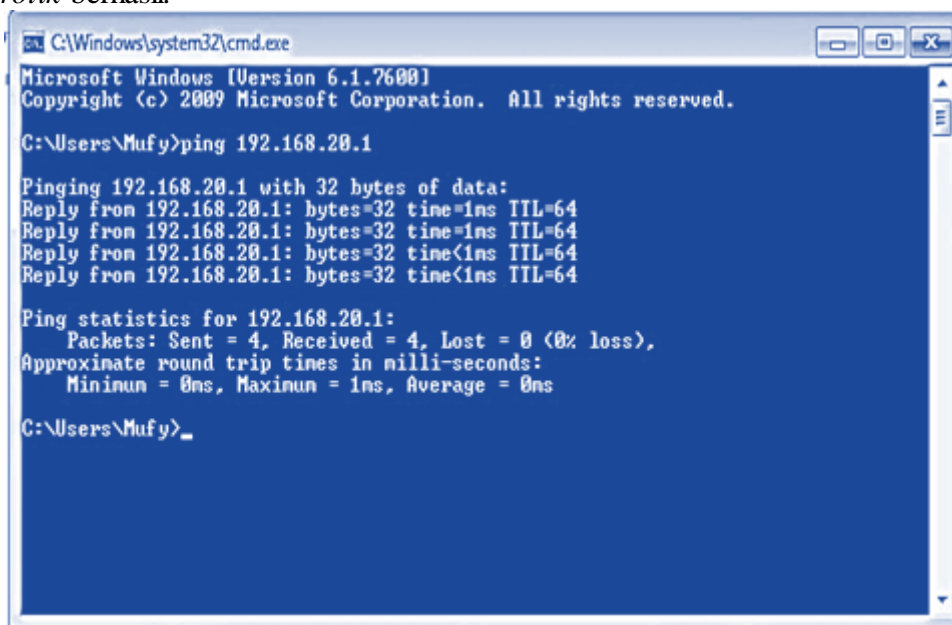 berhasil.
C:\Windows\system32\cmd.exe
Microsoft Windows [Version 6.1.7600]
Copyright (c) 2009 Microsoft Corporation.  All rights reserved.
C:\Users\Mufy>ping 192.168.20.1
Pinging 192.168.20.1 with 32 bytes of data:
Reply from 192.168.20.1: bytes=32 time=1ms TTL=64
Reply from 192.168.20.1: bytes=32 time=1ms TTL=64
Reply from 192.168.20.1: bytes=32 time<1ms TTL=64
Reply from 192.168.20.1: bytes=32 time<1ms TTL=64
Ping statistics for 192.168.20.1:
Packets: Sent = 4, Received = 4, Lost = 0 (0% loss),
Approximate round trip times in milli-seconds:
Minimum = 0ms, Maximum = 1ms, Average = 0ms
C:\Users\Mufy>_